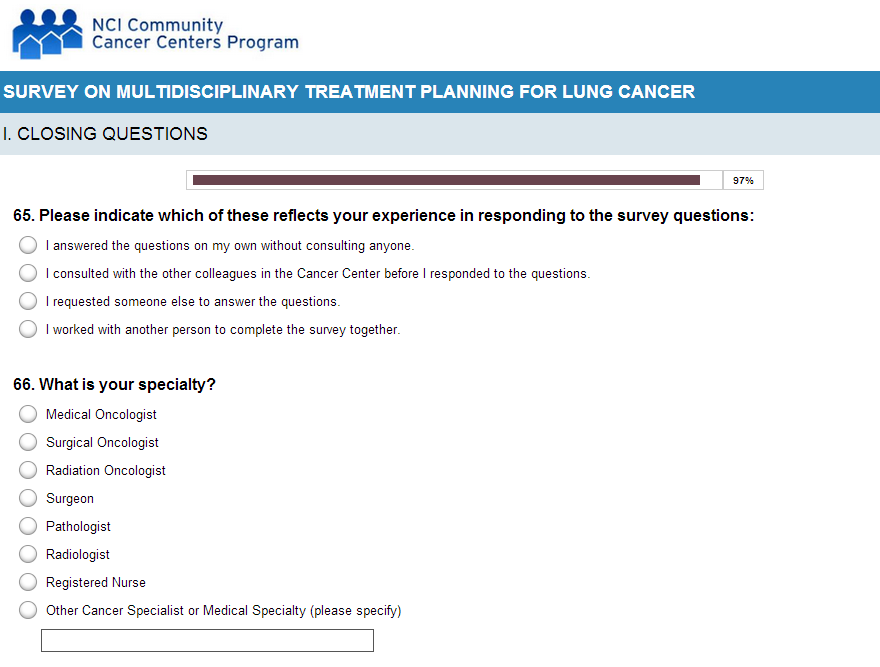 NCI Community
Cancer Centers Program
SURVEY ON MULTIDISCIPLINARY TREATMENT PLANNING FOR LUNG CANCER
I. CLOSING QUESTIONS
97%
65. Please indicate which of these reflects your experience in responding to the survey questions:
I answered the questions on my own without consulting anyone.
I consulted with the other colleagues in the Cancer Center before I responded to the questions.
I requested someone else to answer the questions.
I worked with another person to complete the survey together.
66. What is your specialty?
Medical Oncologist
Surgical Oncologist
Radiation Oncologist
Surgeon
Pathologist
Radiologist
Registered Nurse
Other Cancer Specialist or Medical Specialty (please specify)